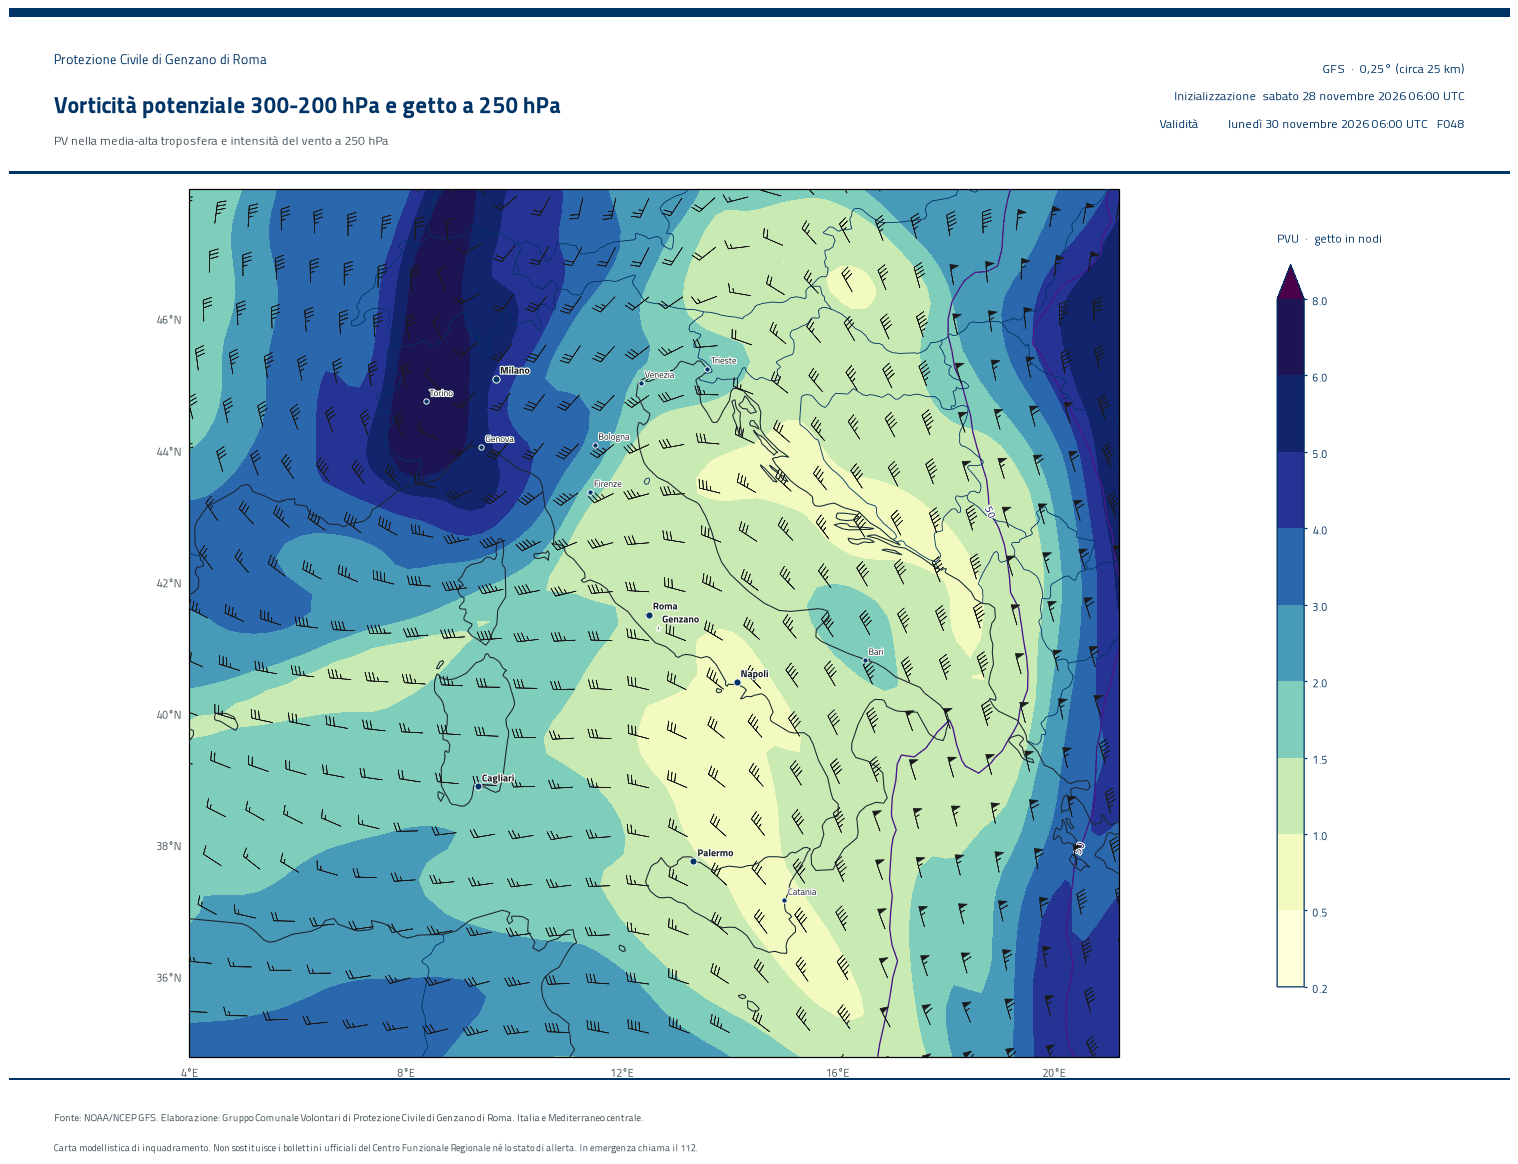 Protezione Civile di Genzano di Roma
Vorticità potenziale 300-200 hPa e getto a 250 hPa
PV nella media-alta troposfera e intensità del vento a 250 hPa
GFS · 0,25° (circa 25 km)
Inizializzazione sabato 28 novembre 2026 06:00 UTC
Validità lunedì 30 novembre 2026 06:00 UTC F048
PVU · getto in nodi
8.0
6.0
5.0
4.0
3.0
2.0
1.5
1.0
0.5
0.2
46°N
44°N
42°N
40°N
38°N
36°N
4°E
8°E
12°E
16°E
20°E
Trieste
Venezia
Milano
Torino
Genova
Bologna
Firenze
50
Roma
Genzano
Bari
Napoli
Cagliari
Palermo
Catania
Fonte: NOAA/NCEP GFS. Elaborazione: Gruppo Comunale Volontari di Protezione Civile di Genzano di Roma. Italia e Mediterraneo centrale.
Carta modellistica di inquadramento. Non sostituisce i bollettini ufficiali del Centro Funzionale Regionale né lo stato di allerta. In emergenza chiama il 112.